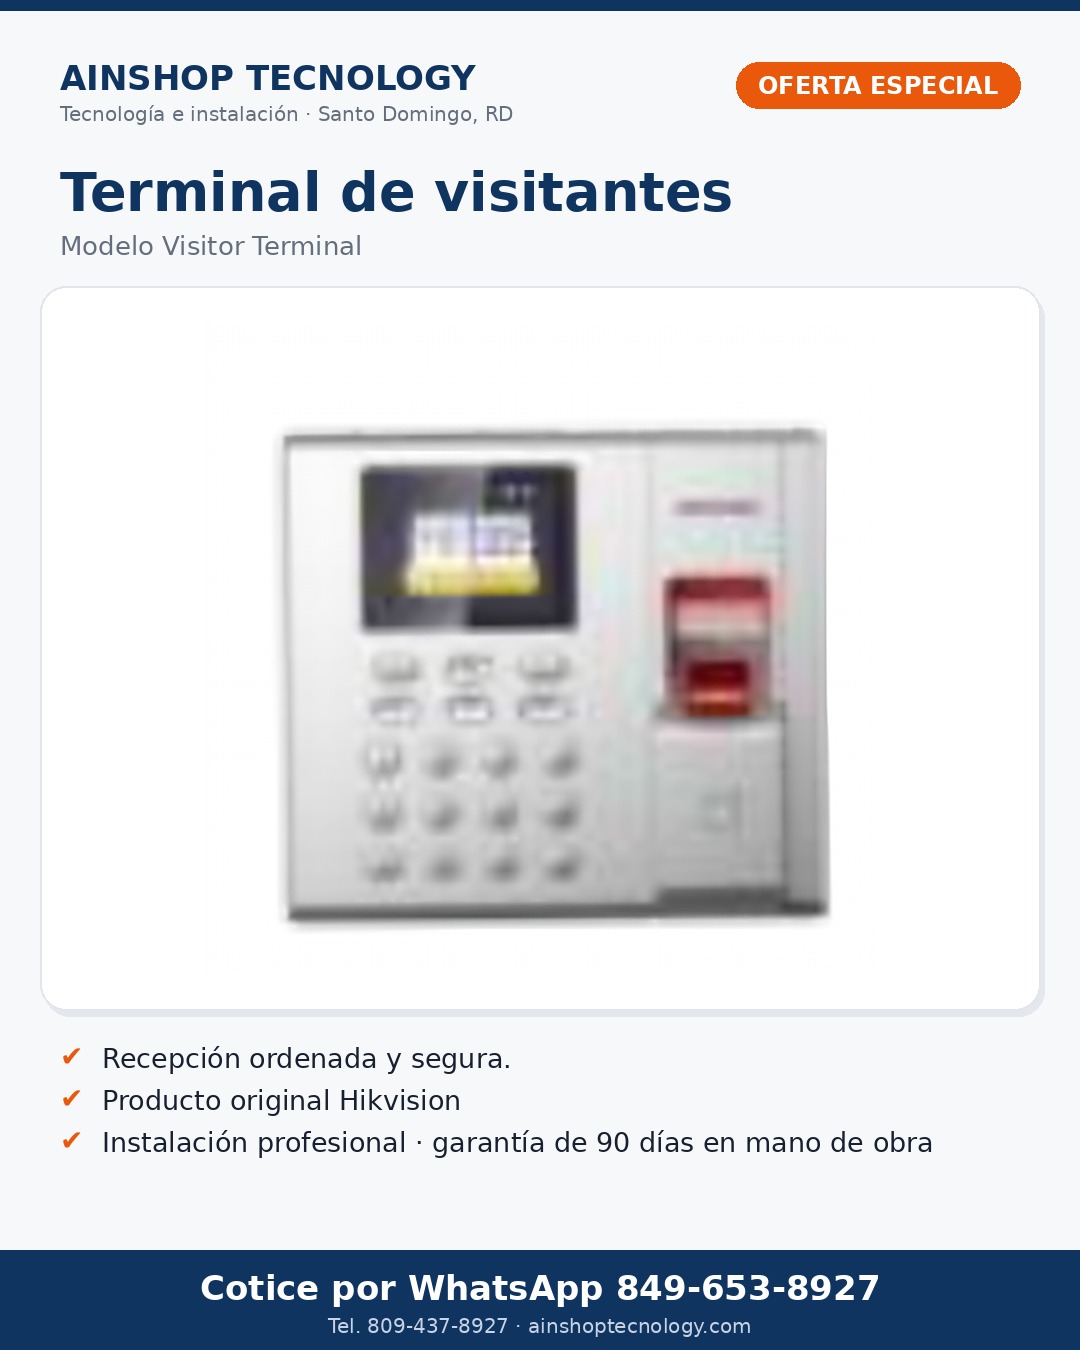 AINSHOP TECNOLOGY
OFERTA ESPECIAL
Tecnología e instalación · Santo Domingo, RD
Terminal de visitantes
Modelo Visitor Terminal
✔ Recepción ordenada y segura.
✔ Producto original Hikvision
✔ Instalación profesional · garantía de 90 días en mano de obra
Cotice por WhatsApp 849-653-8927
Tel. 809-437-8927 · ainshoptecnology.com